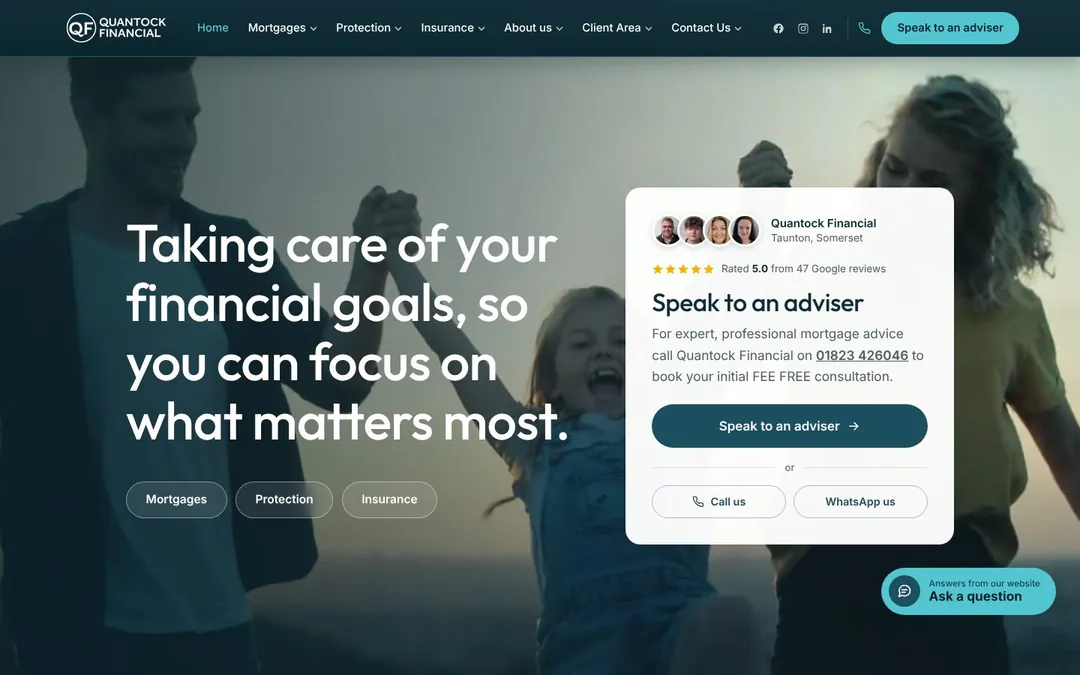 QF QUANTOCK
FINANCIAL
Home Mortgages Protection Insurance About us Client Area Contact Us Speak to an adviser
Taking care of your
financial goals, so
you can focus on
what matters most.
Mortgages Protection Insurance
Quantock Financial
Taunton, Somerset
Rated 5.0 from 47 Google reviews
Speak to an adviser
For expert, professional mortgage advice
call Quantock Financial on 01823 426046 to
book your initial FEE FREE consultation.
Speak to an adviser →
or
Call us WhatsApp us
Answers from our website
Ask a question